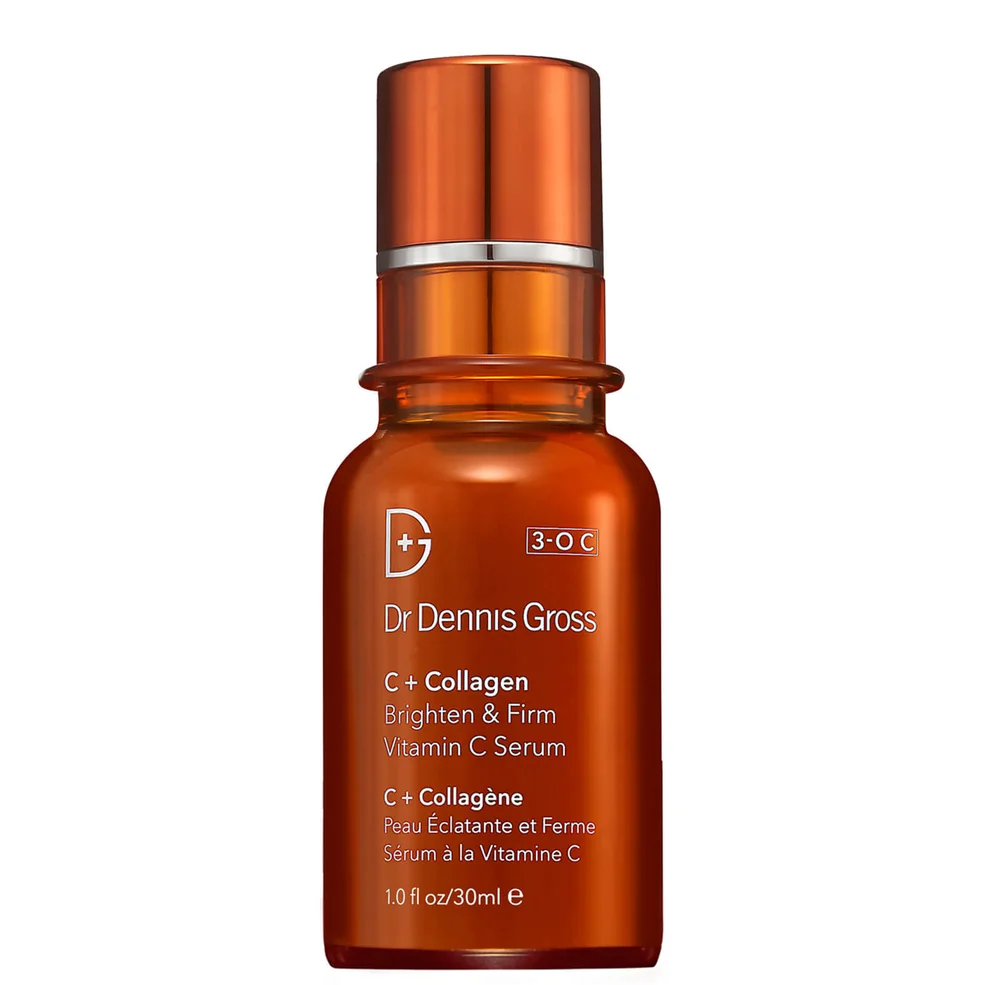 D+G
3-O C
Dr Dennis Gross
C + Collagen
Brighten & Firm
Vitamin C Serum
C + Collagène
Peau Éclatante et Ferme
Sérum à la Vitamine C
1.0 fl oz/30ml ℮